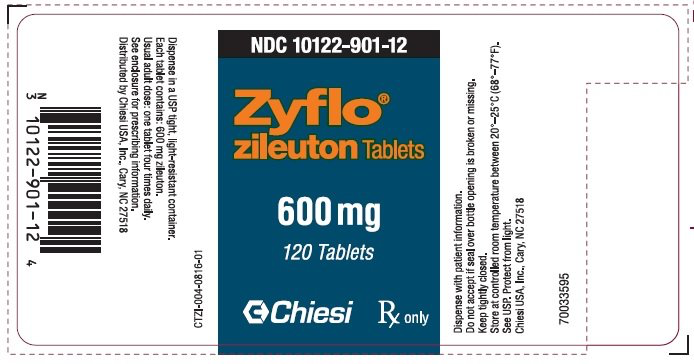 Dispense in a USP tight, light-resistant container.
Each tablet contains: 600 mg zileuton.
Usual adult dose: one tablet four times daily.
See enclosure for prescribing information.
Distributed by Chiesi USA, Inc., Cary, NC 27518
N
3 10122-901-12 4
CTZI-004-0816-01
NDC 10122-901-12
Zyflo®
zileuton Tablets
600 mg
120 Tablets
Chiesi Rx only
Dispense with patient information.
Do not accept if seal over bottle opening is broken or missing.
Keep tightly closed.
Store at controlled room temperature between 20°–25°C (68°–77°F).
See USP. Protect from light.
Chiesi USA, Inc., Cary, NC 27518
70033595